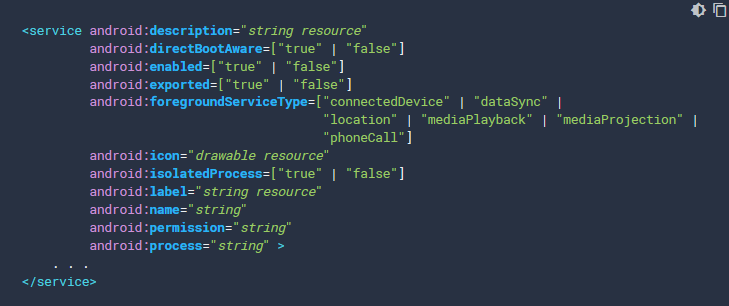 <service android:description="string resource"
android:directBootAware=["true" | "false"]
android:enabled=["true" | "false"]
android:exported=["true" | "false"]
android:foregroundServiceType=["connectedDevice" | "dataSync" |
"location" | "mediaPlayback" | "mediaProjection" |
"phoneCall"]
android:icon="drawable resource"
android:isolatedProcess=["true" | "false"]
android:label="string resource"
android:name="string"
android:permission="string"
android:process="string" >
. . .
</service>